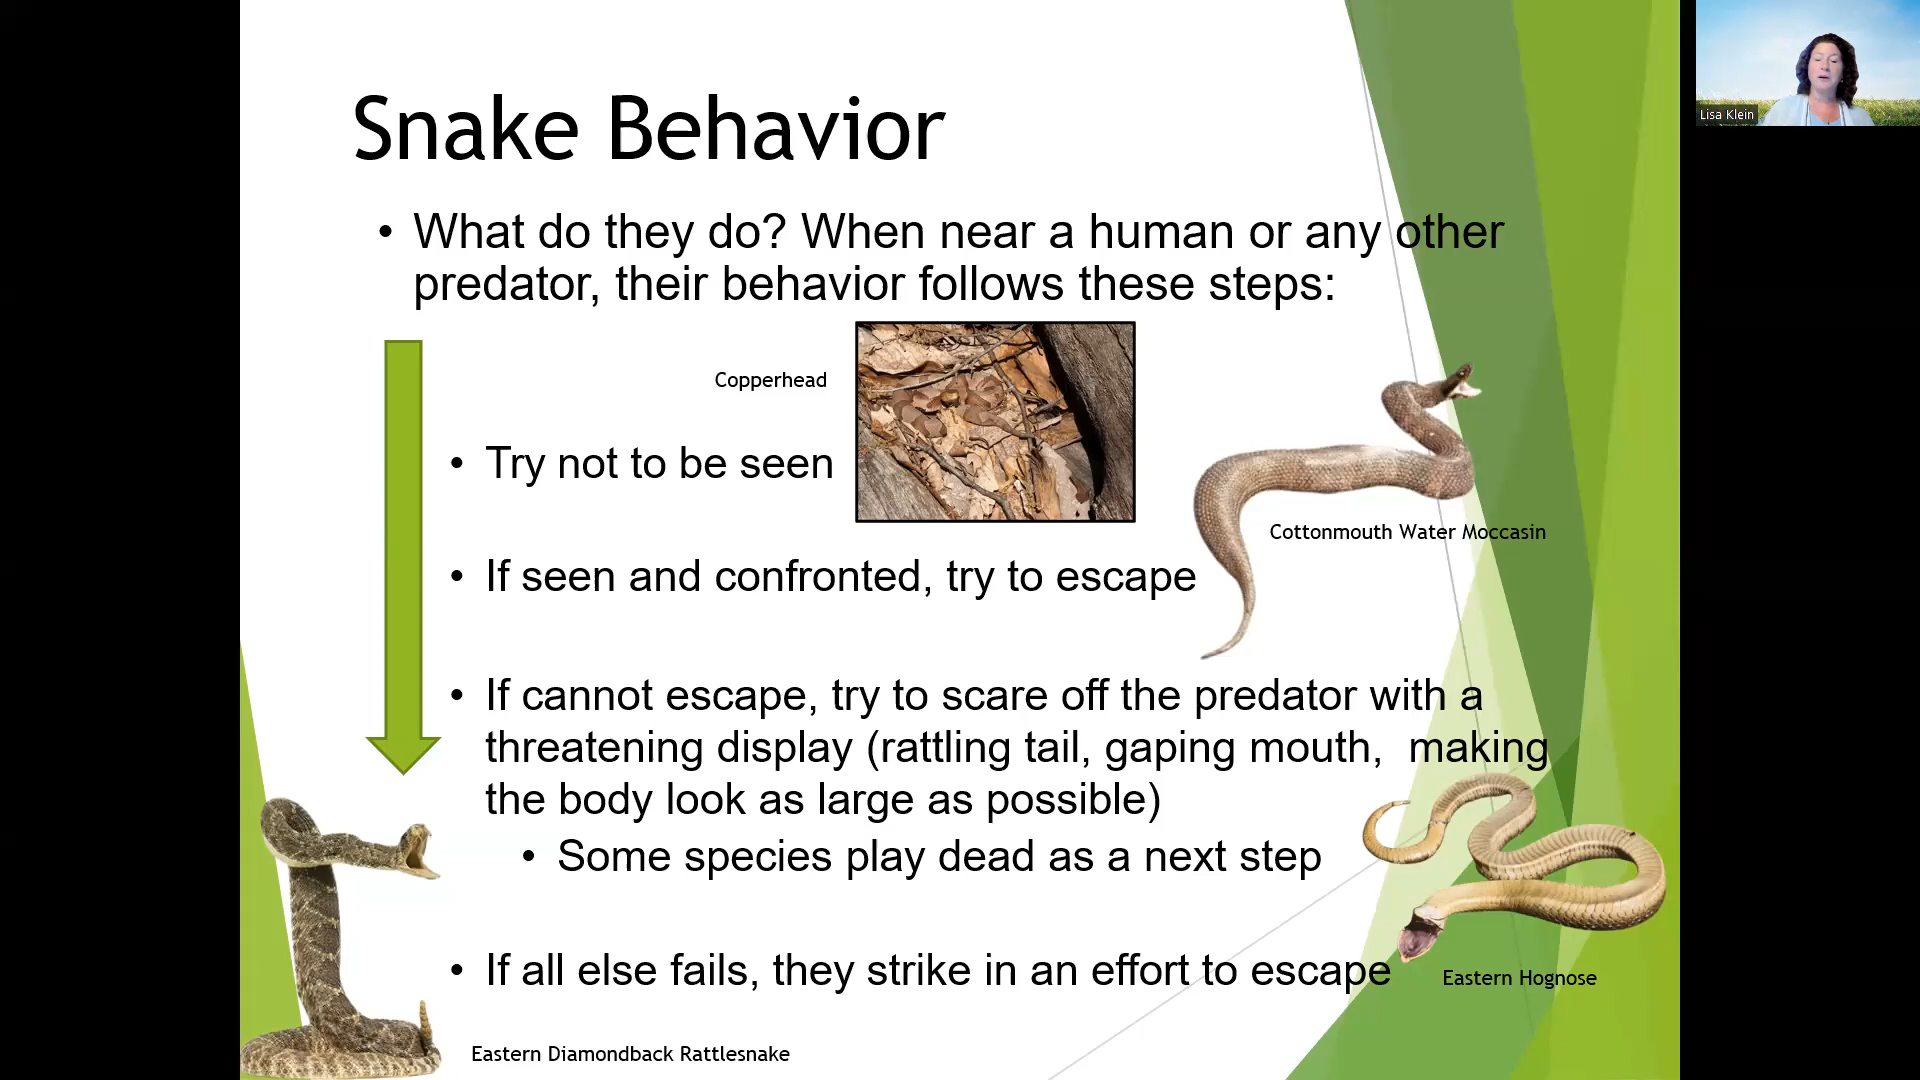 Snake Behavior
• What do they do? When near a human or any other
predator, their behavior follows these steps:
Copperhead
• Try not to be seen
Cottonmouth Water Moccasin
• If seen and confronted, try to escape
• If cannot escape, try to scare off the predator with a
threatening display (rattling tail, gaping mouth,  making
the body look as large as possible)
• Some species play dead as a next step
• If all else fails, they strike in an effort to escape
Eastern Hognose
Eastern Diamondback Rattlesnake
Lisa Klein